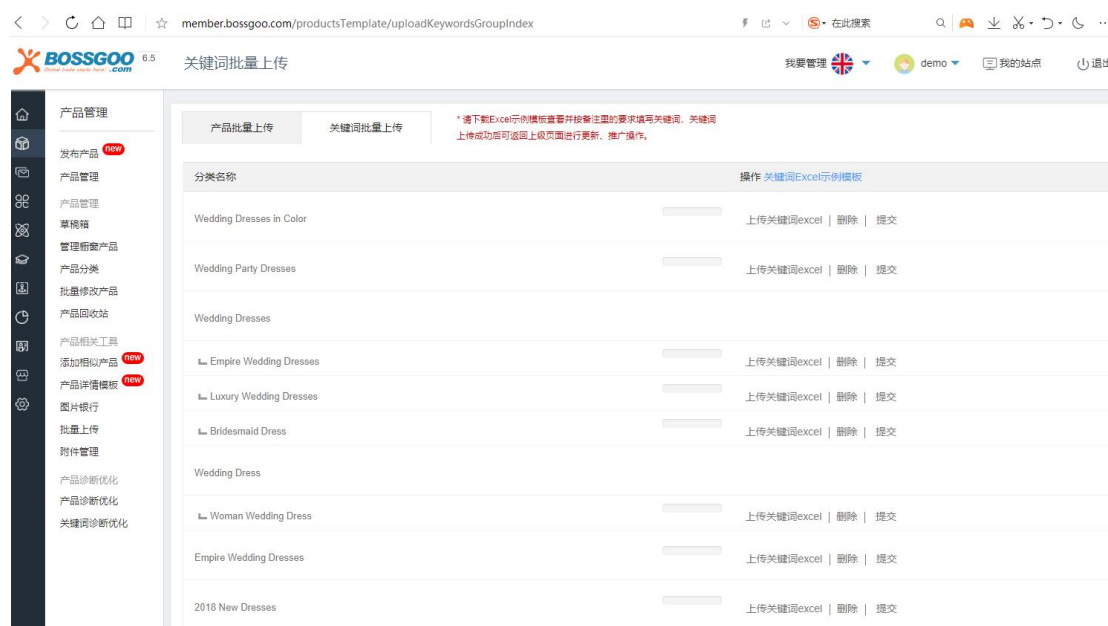 member.bossgoo.com/productsTemplate/uploadKeywordsGroupIndex
在此搜索
BOSSGOO
Global trade starts here! .COM
6.5
关键词批量上传
我要管理
demo
我的站点
退出
产品管理
发布产品 new
产品管理
产品管理
草稿箱
管理橱窗产品
产品分类
批量修改产品
产品回收站
产品相关工具
添加相似产品 new
产品详情模板 new
图片银行
批量上传
附件管理
产品诊断优化
产品诊断优化
关键词诊断优化
产品批量上传
关键词批量上传
*请下载Excel示例模板查看并按备注里的要求填写关键词、关键词
上传成功后可返回上级页面进行更新、推广操作。
分类名称
操作 关键词Excel示例模板
Wedding Dresses in Color
上传关键词excel | 删除 | 提交
Wedding Party Dresses
上传关键词excel | 删除 | 提交
Wedding Dresses
Empire Wedding Dresses
上传关键词excel | 删除 | 提交
Luxury Wedding Dresses
上传关键词excel | 删除 | 提交
Bridesmaid Dress
上传关键词excel | 删除 | 提交
Wedding Dress
Woman Wedding Dress
上传关键词excel | 删除 | 提交
Empire Wedding Dresses
上传关键词excel | 删除 | 提交
2018 New Dresses
上传关键词excel | 删除 | 提交